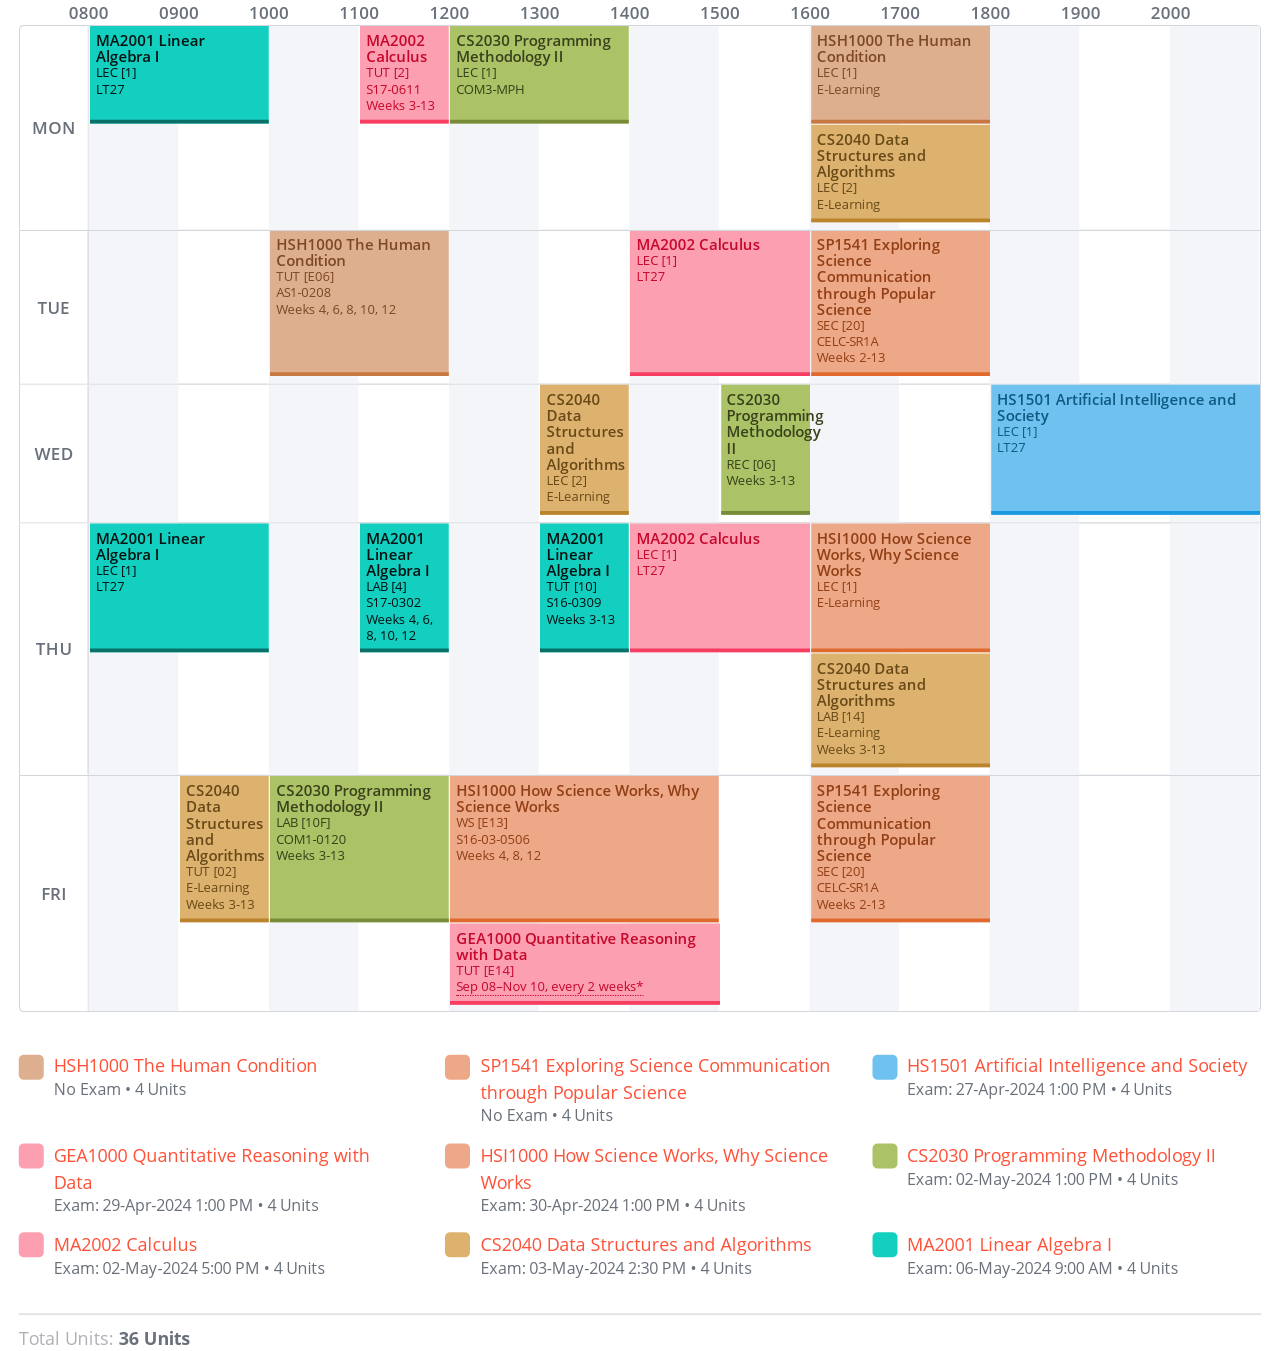 0800 0900 1000 1100 1200 1300 1400 1500 1600 1700 1800 1900 2000
MON
MA2001 Linear
Algebra I
LEC [1]
LT27
MA2002
Calculus
TUT [2]
S17-0611
Weeks 3-13
CS2030 Programming
Methodology II
LEC [1]
COM3-MPH
HSH1000 The Human
Condition
LEC [1]
E-Learning
CS2040 Data
Structures and
Algorithms
LEC [2]
E-Learning
TUE
HSH1000 The Human
Condition
TUT [E06]
AS1-0208
Weeks 4, 6, 8, 10, 12
MA2002 Calculus
LEC [1]
LT27
SP1541 Exploring
Science
Communication
through Popular
Science
SEC [20]
CELC-SR1A
Weeks 2-13
WED
CS2040
Data
Structures
and
Algorithms
LEC [2]
E-Learning
CS2030
Programming
Methodology
II
REC [06]
Weeks 3-13
HS1501 Artificial Intelligence and
Society
LEC [1]
LT27
THU
MA2001 Linear
Algebra I
LEC [1]
LT27
MA2001
Linear
Algebra I
LAB [4]
S17-0302
Weeks 4, 6,
8, 10, 12
MA2001
Linear
Algebra I
TUT [10]
S16-0309
Weeks 3-13
MA2002 Calculus
LEC [1]
LT27
HSI1000 How Science
Works, Why Science
Works
LEC [1]
E-Learning
CS2040 Data
Structures and
Algorithms
LAB [14]
E-Learning
Weeks 3-13
FRI
CS2040
Data
Structures
and
Algorithms
TUT [02]
E-Learning
Weeks 3-13
CS2030 Programming
Methodology II
LAB [10F]
COM1-0120
Weeks 3-13
HSI1000 How Science Works, Why
Science Works
WS [E13]
S16-03-0506
Weeks 4, 8, 12
GEA1000 Quantitative Reasoning
with Data
TUT [E14]
Sep 08–Nov 10, every 2 weeks*
SP1541 Exploring
Science
Communication
through Popular
Science
SEC [20]
CELC-SR1A
Weeks 2-13
HSH1000 The Human Condition
No Exam • 4 Units
SP1541 Exploring Science Communication
through Popular Science
No Exam • 4 Units
HS1501 Artificial Intelligence and Society
Exam: 27-Apr-2024 1:00 PM • 4 Units
GEA1000 Quantitative Reasoning with
Data
Exam: 29-Apr-2024 1:00 PM • 4 Units
HSI1000 How Science Works, Why Science
Works
Exam: 30-Apr-2024 1:00 PM • 4 Units
CS2030 Programming Methodology II
Exam: 02-May-2024 1:00 PM • 4 Units
MA2002 Calculus
Exam: 02-May-2024 5:00 PM • 4 Units
CS2040 Data Structures and Algorithms
Exam: 03-May-2024 2:30 PM • 4 Units
MA2001 Linear Algebra I
Exam: 06-May-2024 9:00 AM • 4 Units
Total Units: 36 Units